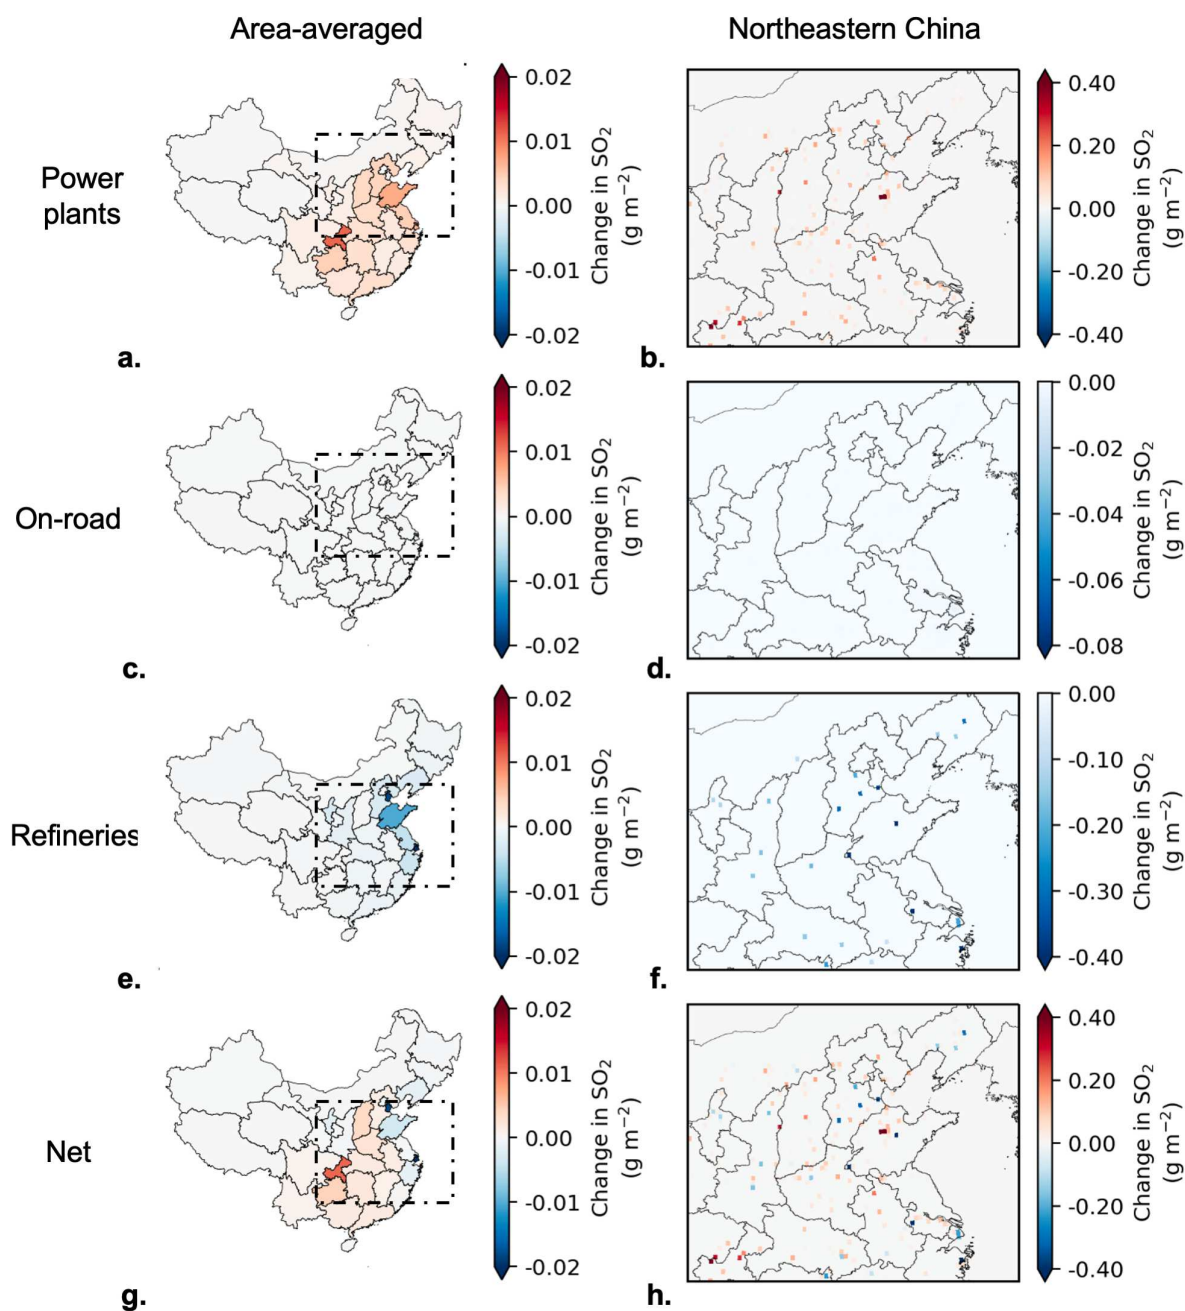 Area-averaged
Northeastern China
Power
plants
0.02
0.01
0.00
-0.01
-0.02
Change in SO₂
(g m⁻²)
a.
0.40
0.20
0.00
-0.20
-0.40
Change in SO₂
(g m⁻²)
b.
On-road
0.02
0.01
0.00
-0.01
-0.02
Change in SO₂
(g m⁻²)
c.
0.00
-0.02
-0.04
-0.06
-0.08
Change in SO₂
(g m⁻²)
d.
Refineries
0.02
0.01
0.00
-0.01
-0.02
Change in SO₂
(g m⁻²)
e.
0.00
-0.10
-0.20
-0.30
-0.40
Change in SO₂
(g m⁻²)
f.
Net
0.02
0.01
0.00
-0.01
-0.02
Change in SO₂
(g m⁻²)
g.
0.40
0.20
0.00
-0.20
-0.40
Change in SO₂
(g m⁻²)
h.